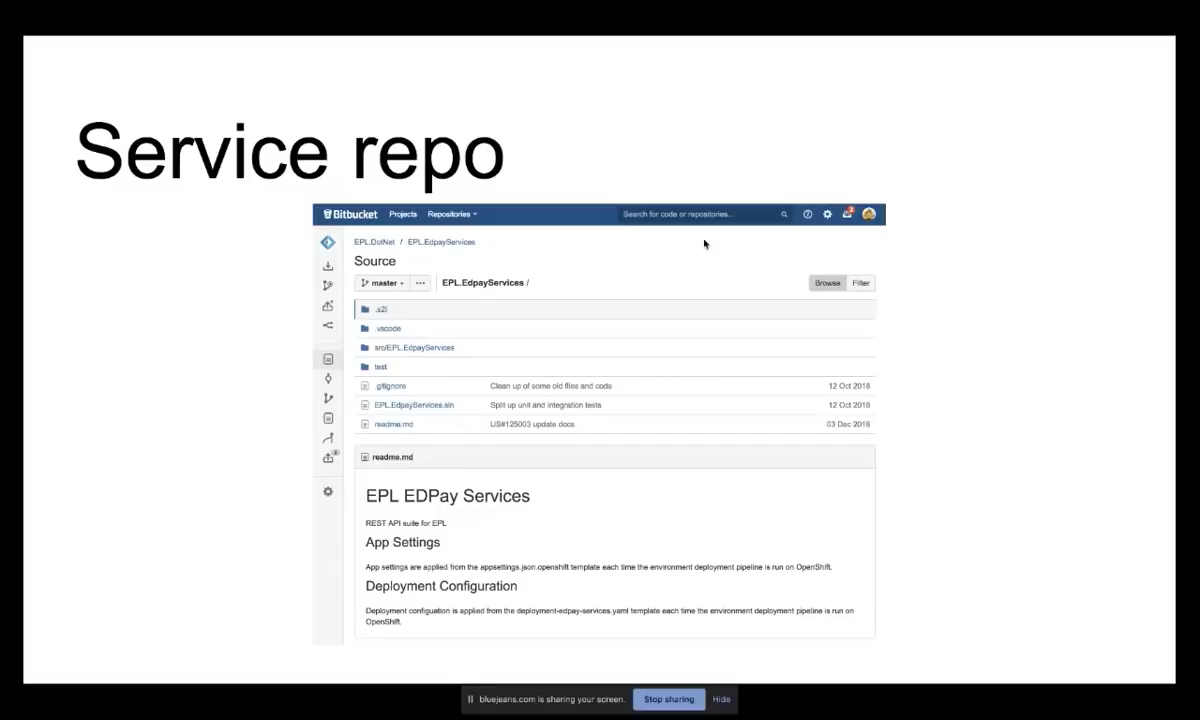 Service repo
Bitbucket Projects Repositories Search for code or repositories... 2
EPL.DotNet / EPL.EdpayServices
Source
master ... EPL.EdpayServices / Browse Filter
.s2i
.vscode
src/EPL.EdpayServices
test
.gitignore Clean up of some old files and code 12 Oct 2018
EPL.EdpayServices.sln Split up unit and integration tests 12 Oct 2018
readme.md US#125003 update docs 03 Dec 2018
readme.md
EPL EDPay Services
REST API suite for EPL
App Settings
App settings are applied from the appsettings.json.openshift template each time the environment deployment pipeline is run on OpenShift.
Deployment Configuration
Deployment configuation is applied from the deployment-edpay-services.yaml template each time the environment deployment pipeline is run on
OpenShift.
bluejeans.com is sharing your screen. Stop sharing Hide